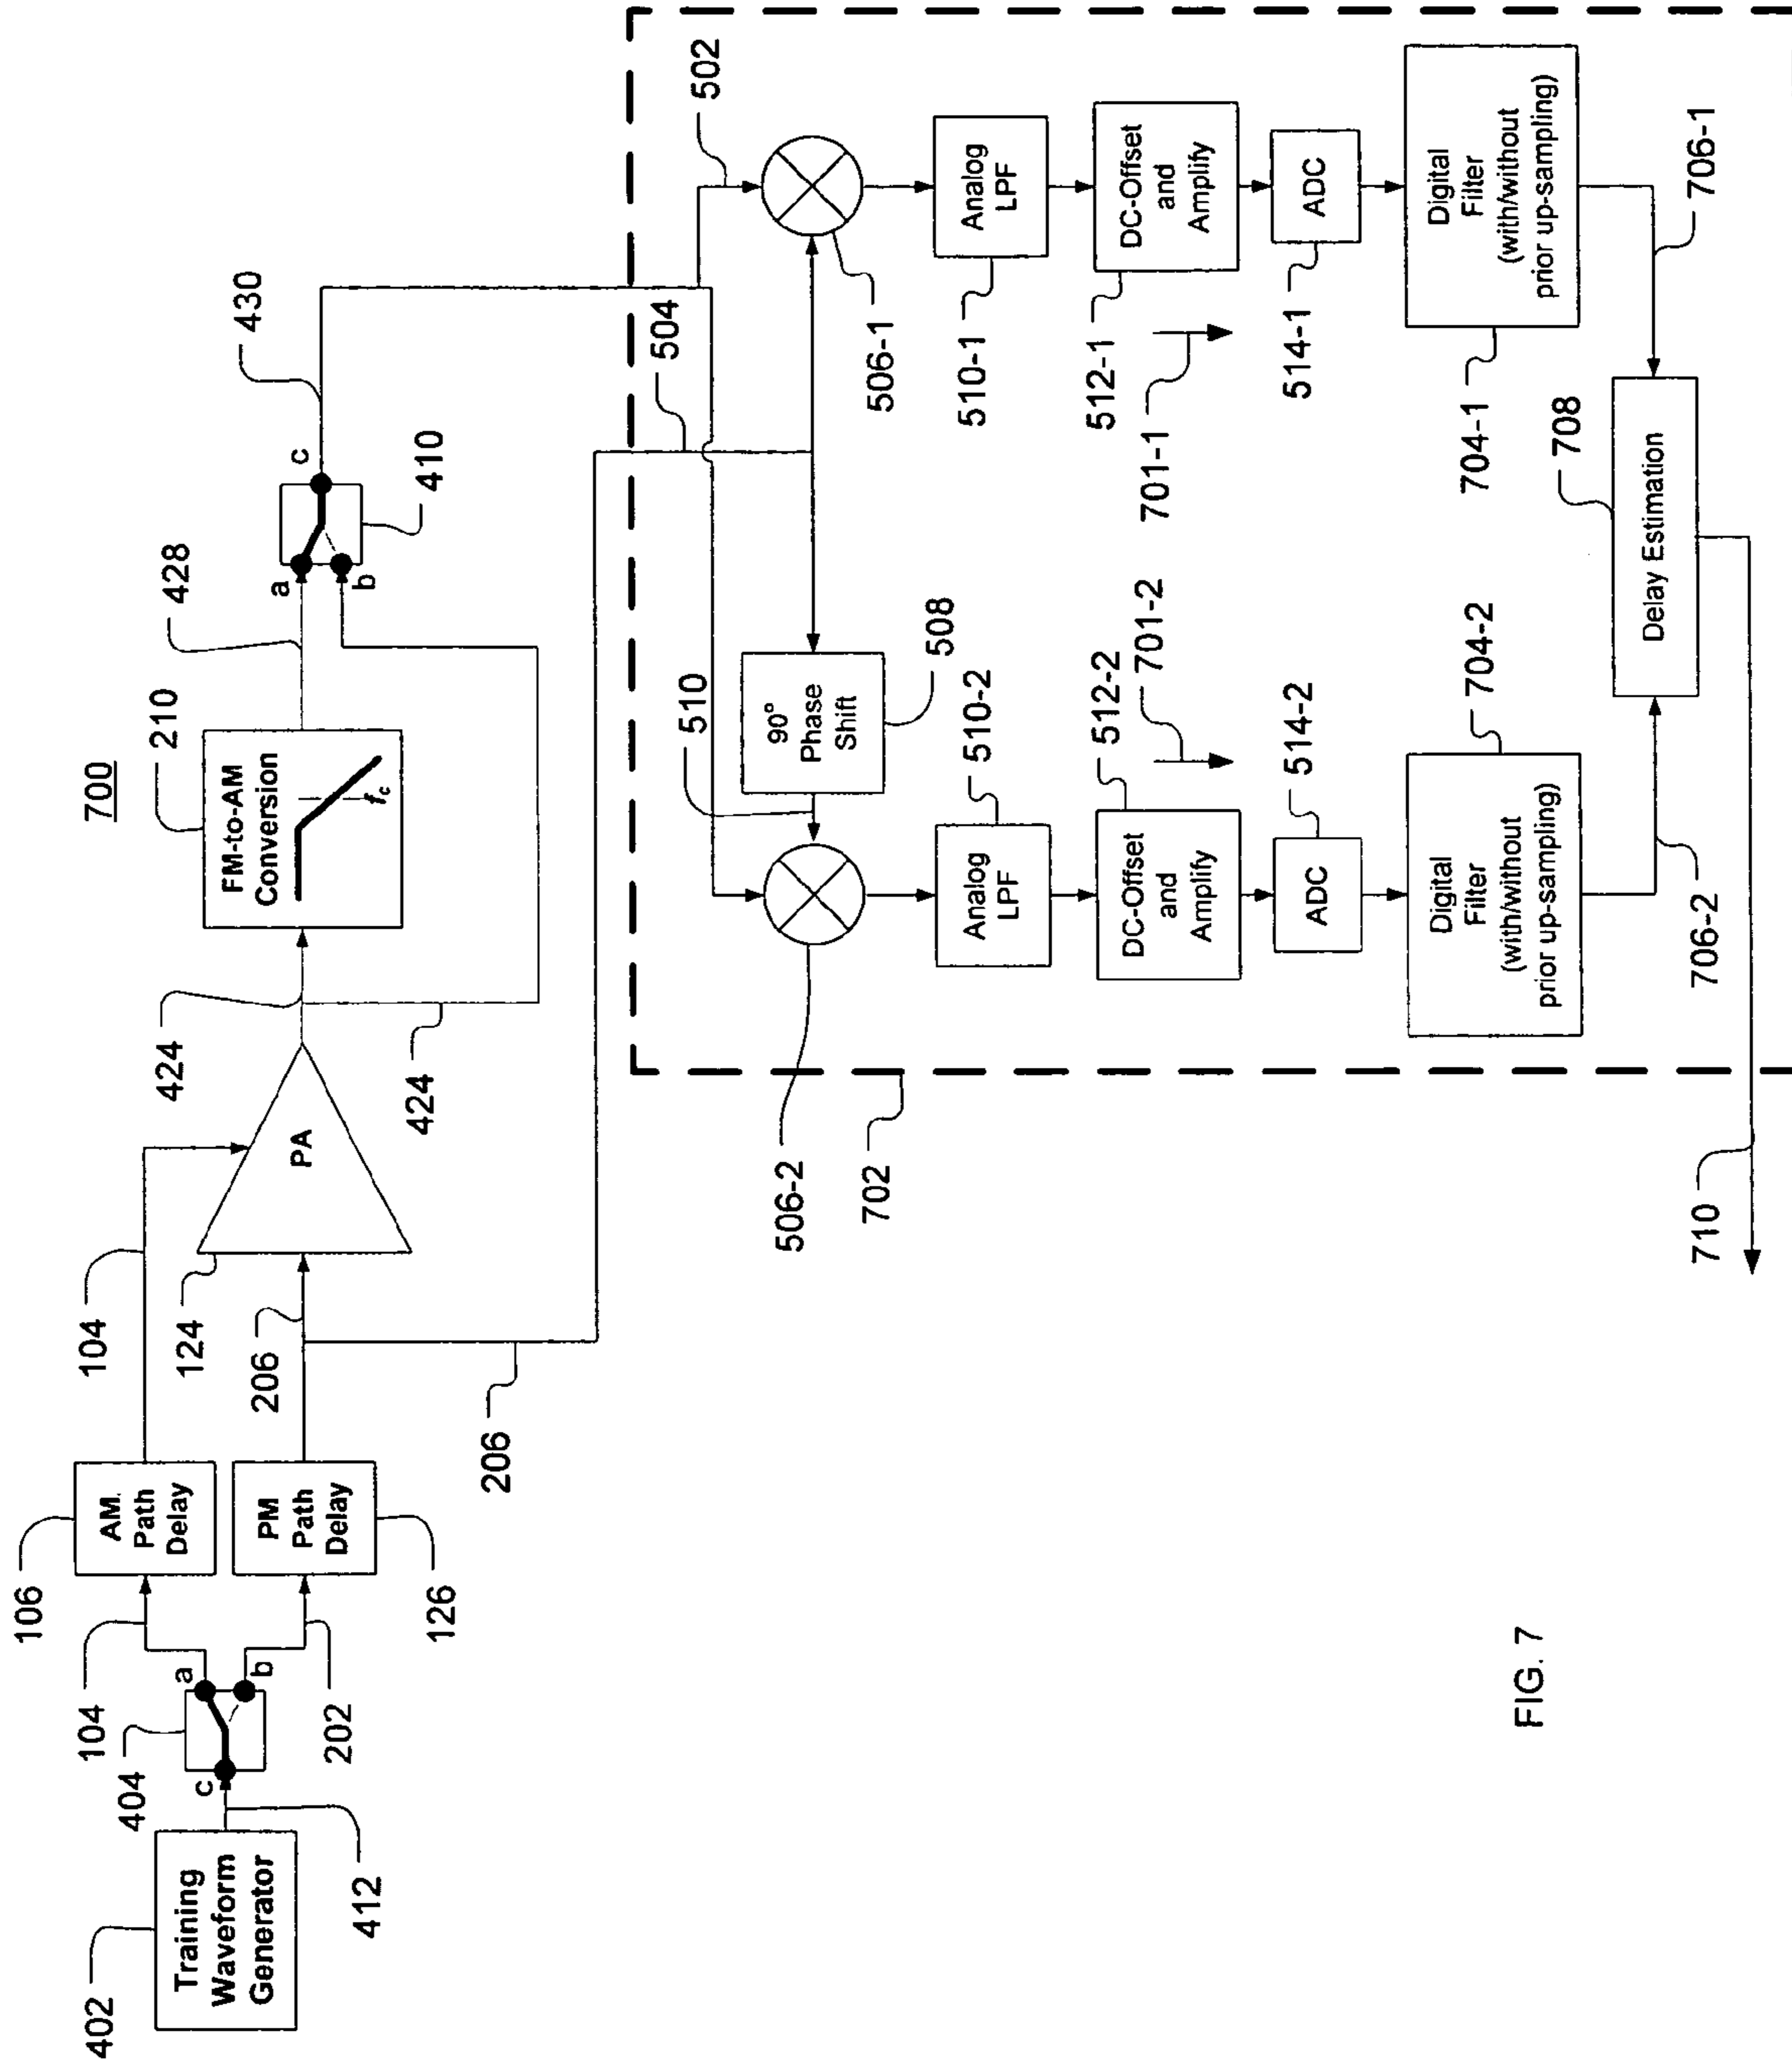 700
402
Training
Waveform
Generator
412
404
c
a
b
104
202
106
AM
Path
Delay
PM
Path
Delay
126
104
124
206
206
PA
424
424
210
FM-to-AM
Conversion
fc
428
a
b
c
410
430
502
504
506-1
506-2
508
90°
Phase
Shift
510
Analog
LPF
510-1
Analog
LPF
510-2
DC-Offset
and
Amplify
512-1
DC-Offset
and
Amplify
512-2
701-1
701-2
ADC
514-1
ADC
514-2
Digital
Filter
(with/without
prior up-sampling)
704-1
Digital
Filter
(with/without
prior up-sampling)
704-2
706-1
706-2
Delay Estimation
708
702
710
FIG. 7